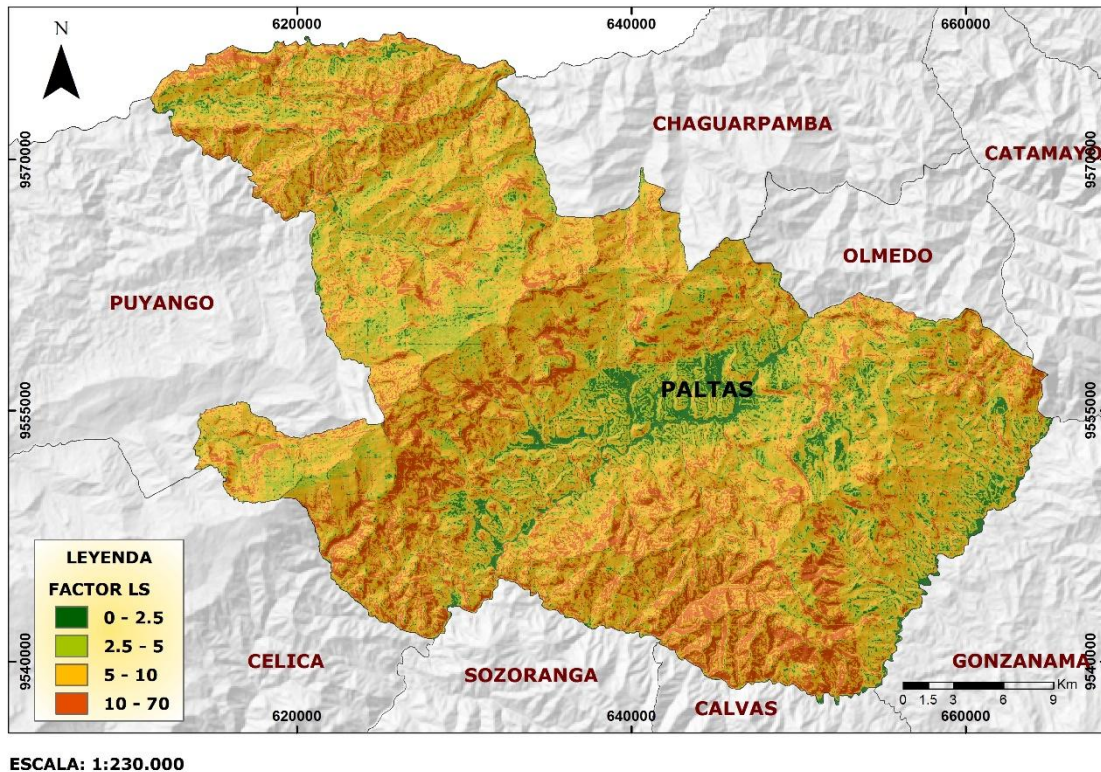 620000 640000 660000
N
CHAGUARPAMBA
9570000 CATAMAYO 9570000
OLMEDO
PUYANGO
PALTAS
9555000 9555000
LEYENDA
FACTOR LS
0 - 2.5
2.5 - 5
5 - 10
10 - 70
CELICA
SOZORANGA
CALVAS
GONZANAMA
9540000 9540000
Km
0 1.5 3 6 9
620000 640000 660000
ESCALA: 1:230.000